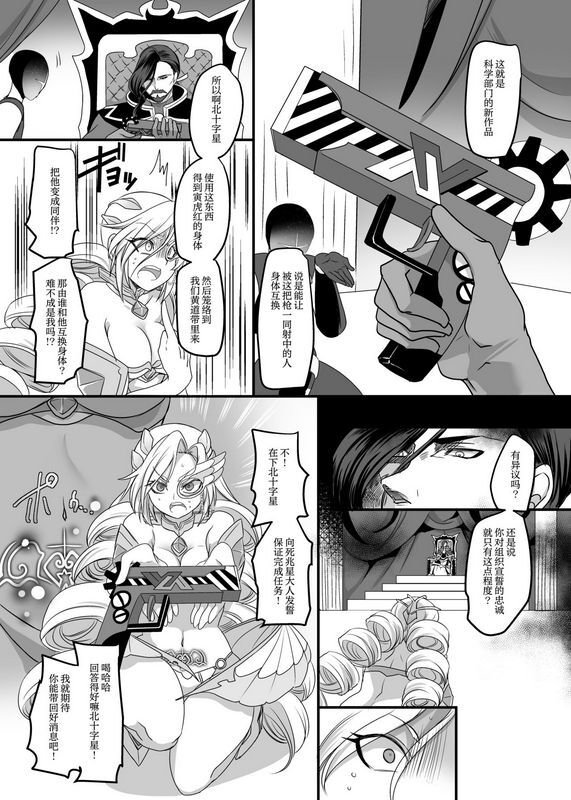 这就是
科学部门的新作品
说是能让
被这把枪一同射中的人
身体互换
所以啊北十字星
使用这东西
得到寅虎红的身体
然后笼络到
我们黄道带里来
把他变成同伴!?
那由谁和他互换身体?
难不成是我吗!?
有异议吗?
还是说
你对组织宣誓的忠诚
就只有这点程度?
不!
在下北十字星
向死兆星大人发誓
保证完成任务!
ポゥ…
喝哈哈
回答得好嘛北十字星!
我就期待
你能带回好消息吧!